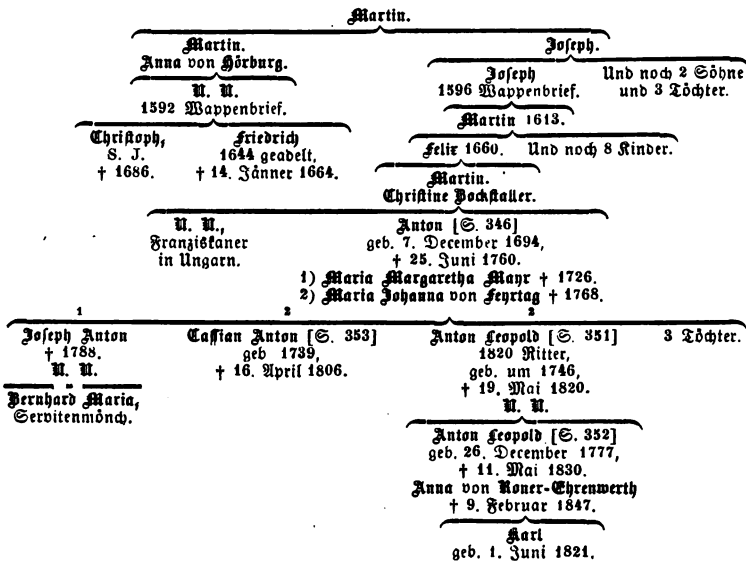 Martin.
Martin.
Anna von Hörburg.
Joseph.
N. N.
1592 Wappenbrief.
Joseph
1596 Wappenbrief.
Und noch 2 Söhne
und 3 Töchter.
Christoph,
S. J.
† 1686.
Friedrich
1644 geadelt,
† 14. Jänner 1664.
Martin 1613.
Felix 1660.
Und noch 8 Kinder.
Martin.
Christine Bockstaller.
N. N.,
Franziskaner
in Ungarn.
Anton [S. 346]
geb. 7. December 1694,
† 25. Juni 1760.
1) Maria Margaretha Mayr † 1726.
2) Maria Johanna von Feyrtag † 1768.
1
2
2
Joseph Anton
† 1788.
N. N.
Cassian Anton [S. 353]
geb 1739,
† 16. April 1806.
Anton Leopold [S. 351]
1820 Ritter,
geb. um 1746,
† 19. Mai 1820.
N. N.
3 Töchter.
Bernhard Maria,
Servitenmönch.
Anton Leopold [S. 352]
geb. 26. December 1777,
† 11. Mai 1830.
Anna von Roner-Ehrenwerth
† 9. Februar 1847.
Karl
geb. 1. Juni 1821.